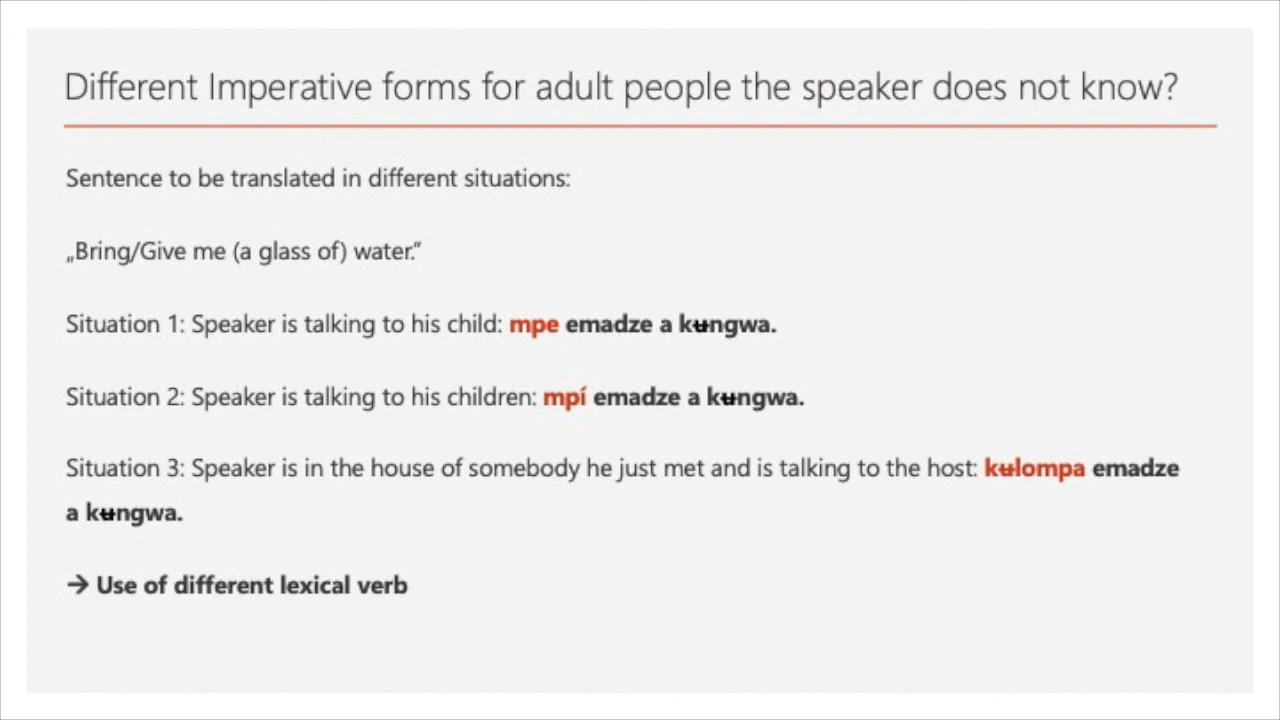 Different Imperative forms for adult people the speaker does not know?
Sentence to be translated in different situations:
„Bring/Give me (a glass of) water.“
Situation 1: Speaker is talking to his child: mpe emadze a kʉngwa.
Situation 2: Speaker is talking to his children: mpí emadze a kʉngwa.
Situation 3: Speaker is in the house of somebody he just met and is talking to the host: kʉlompa emadze
a kʉngwa.
→ Use of different lexical verb